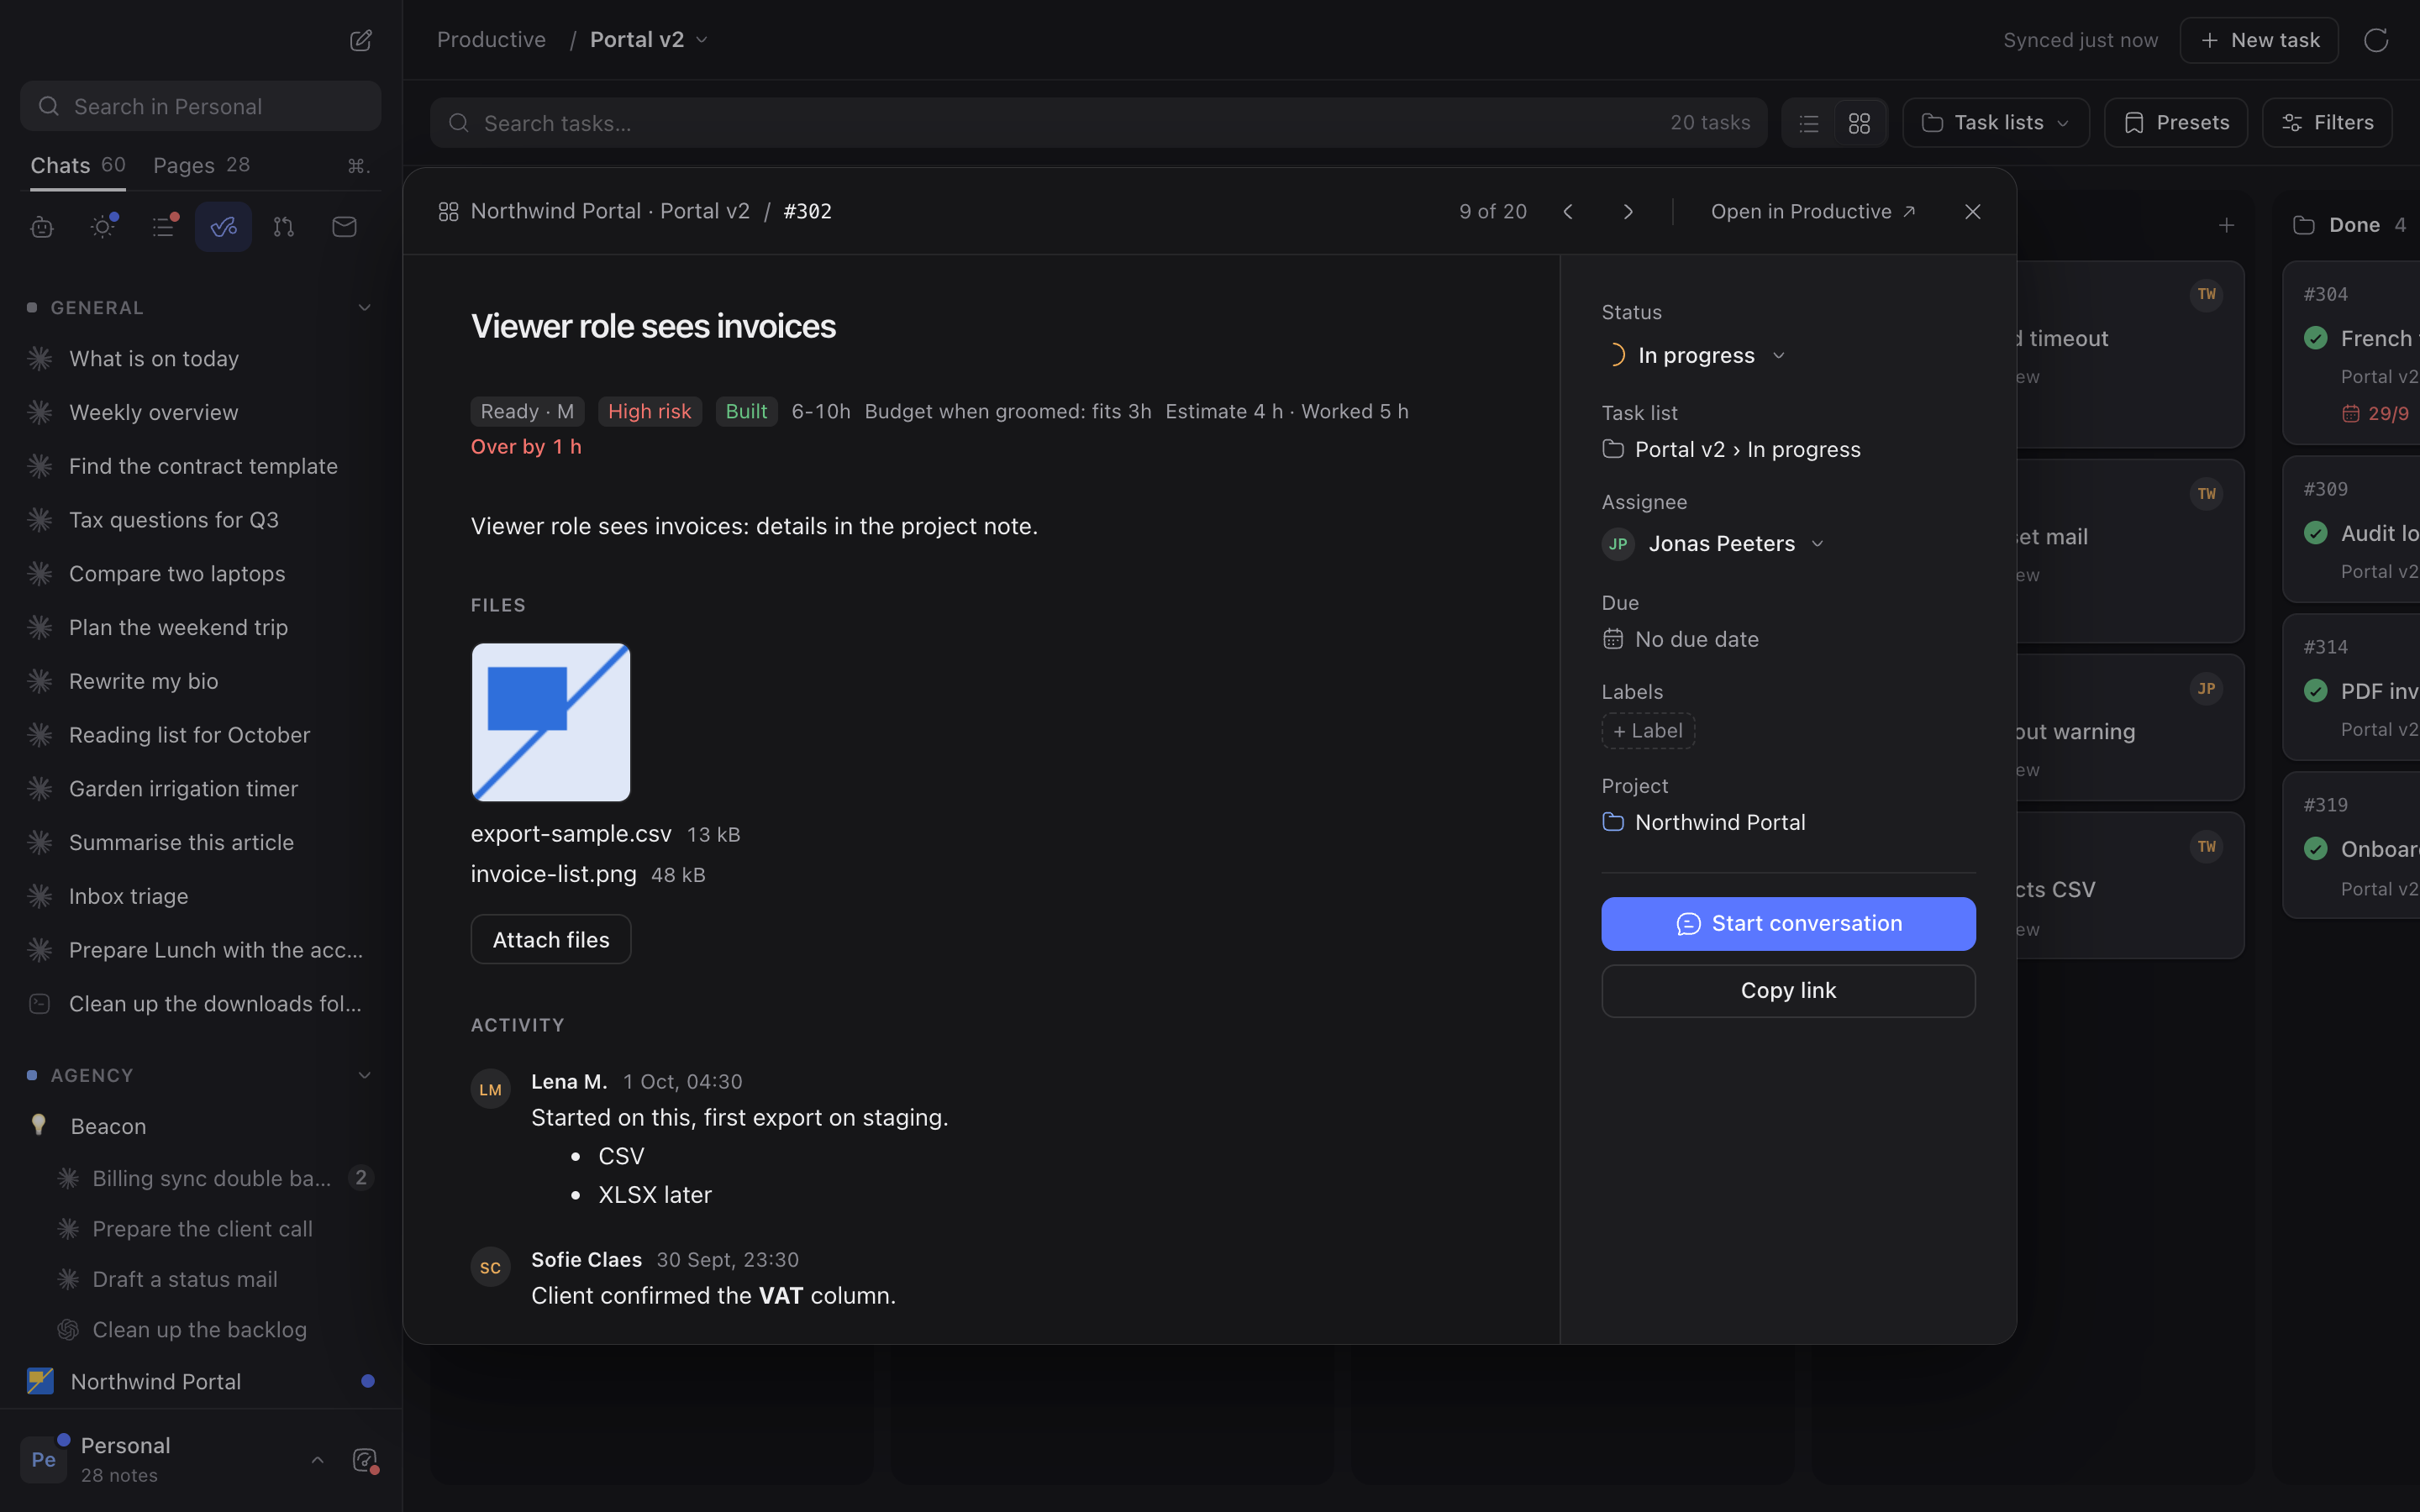 Search in Personal
Chats 60 Pages 28 ⌘.
GENERAL
What is on today
Weekly overview
Find the contract template
Tax questions for Q3
Compare two laptops
Plan the weekend trip
Rewrite my bio
Reading list for October
Garden irrigation timer
Summarise this article
Inbox triage
Prepare Lunch with the acc...
Clean up the downloads fol...
AGENCY
Beacon
Billing sync double ba... 2
Prepare the client call
Draft a status mail
Clean up the backlog
Northwind Portal
Pe Personal
28 notes
Productive / Portal v2
Synced just now + New task
Search tasks... 20 tasks
Task lists Presets Filters
Northwind Portal · Portal v2 / #302
9 of 20 Open in Productive ↗
Viewer role sees invoices
Ready · M High risk Built 6-10h Budget when groomed: fits 3h Estimate 4 h · Worked 5 h
Over by 1 h
Viewer role sees invoices: details in the project note.
FILES
export-sample.csv 13 kB
invoice-list.png 48 kB
Attach files
ACTIVITY
LM Lena M. 1 Oct, 04:30
Started on this, first export on staging.
• CSV
• XLSX later
SC Sofie Claes 30 Sept, 23:30
Client confirmed the VAT column.
Status
In progress
Task list
Portal v2 › In progress
Assignee
JP Jonas Peeters
Due
No due date
Labels
+ Label
Project
Northwind Portal
Start conversation
Copy link
TW
timeout
TW
mail
JP
warning
TW
CSV
Done 4
#304
French
Portal v2
29/9
#309
Audit
Portal v2
#314
PDF
Portal v2
#319
Portal v2